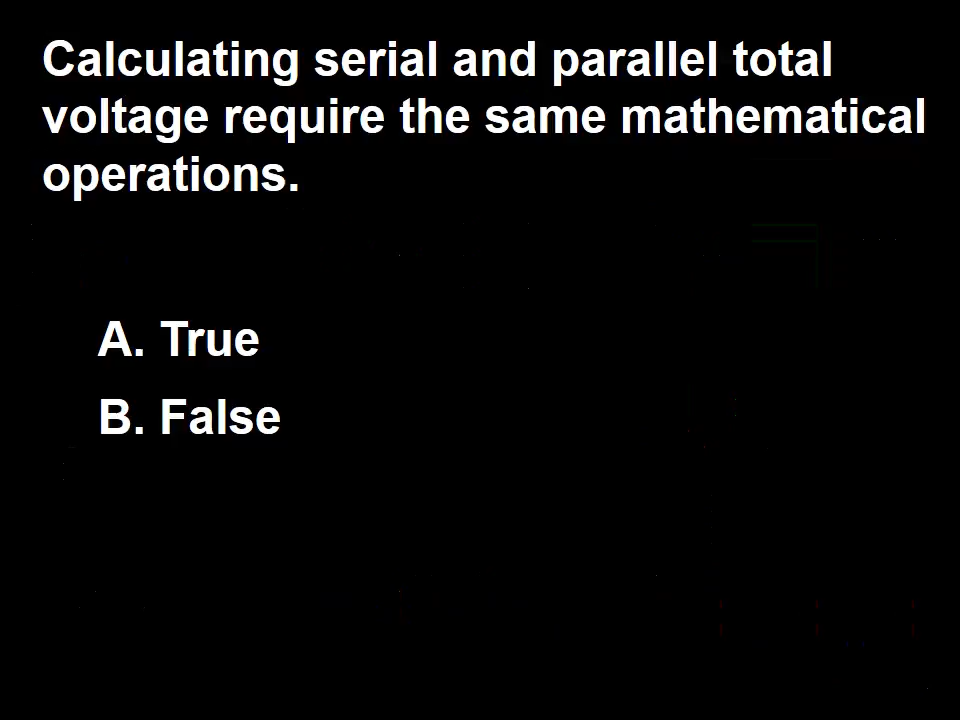 Calculating serial and parallel total
voltage require the same mathematical
operations.
A. True
B. False